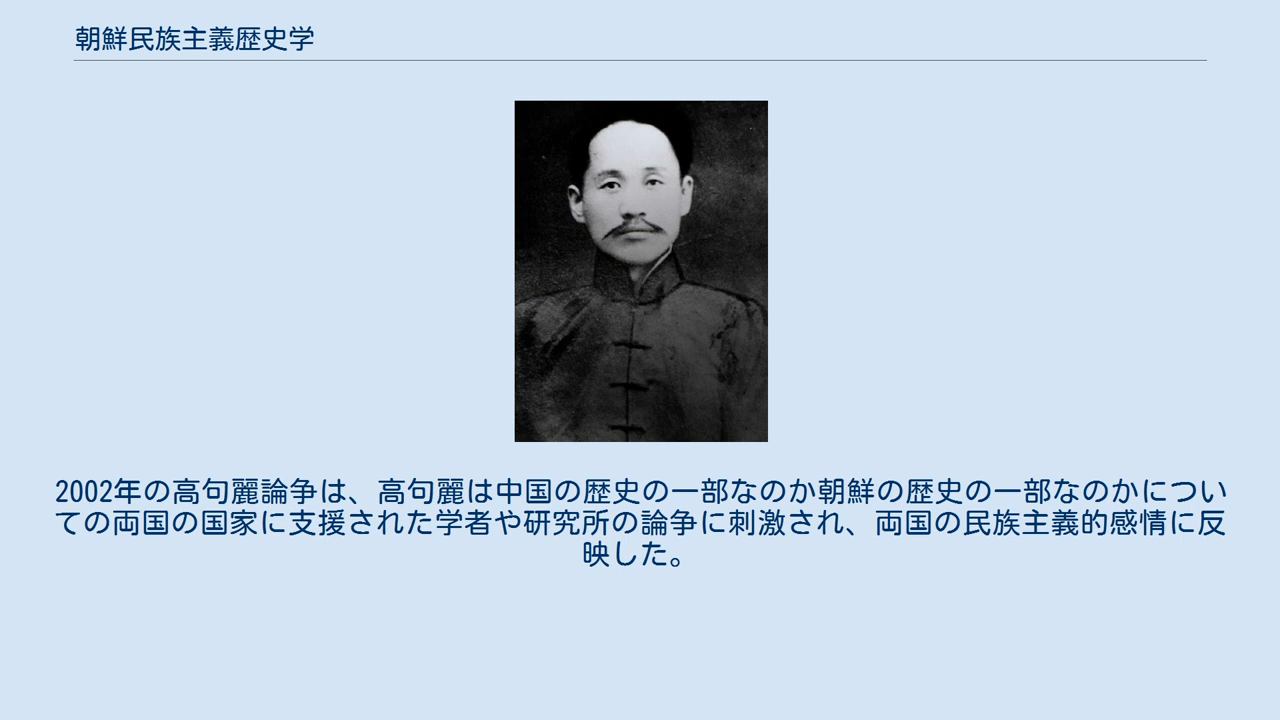 朝鮮民族主義歴史学
2002年の高句麗論争は、高句麗は中国の歴史の一部なのか朝鮮の歴史の一部なのかについ
ての両国の国家に支援された学者や研究所の論争に刺激され、両国の民族主義的感情に反
映した。